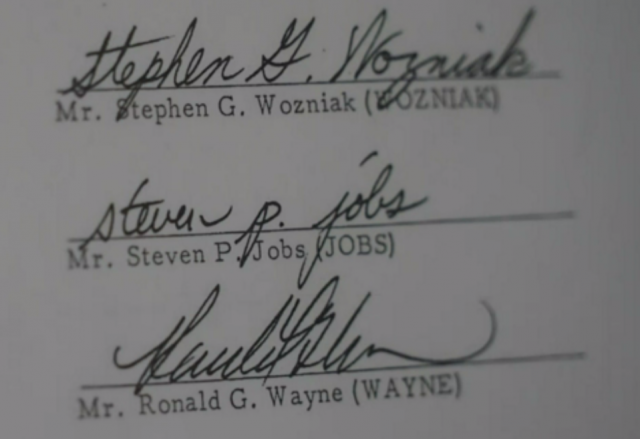 Stephen G. Wozniak
Mr. Stephen G. Wozniak (WOZNIAK)
steven p. jobs
Mr. Steven P. Jobs (JOBS)
Mr. Ronald G. Wayne (WAYNE)